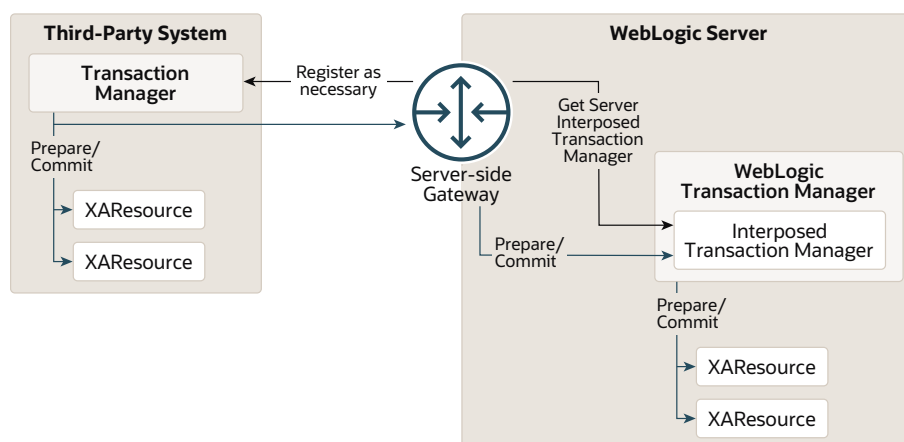 Third-Party System
Transaction
Manager
Prepare/
Commit
XAResource
XAResource
Register as
necessary
Server-side
Gateway
WebLogic Server
Get Server
Interposed
Transaction
Manager
Prepare/
Commit
WebLogic
Transaction Manager
Interposed
Transaction Manager
Prepare/
Commit
XAResource
XAResource